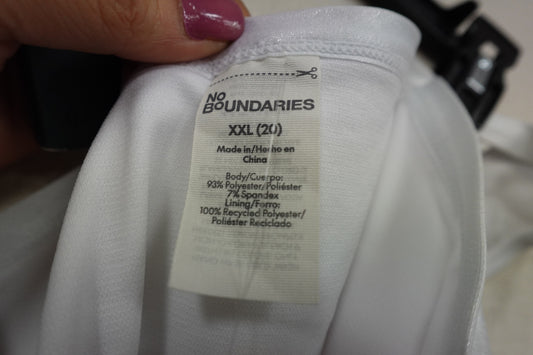 NO
BOUNDARIES
XXL (20)
Made in/Hecho en
China
Body/Cuerpo:
93% Polyester/Poliéster
7% Spandex
Lining/Forro:
100% Recycled Polyester/
Poliéster Reciclado